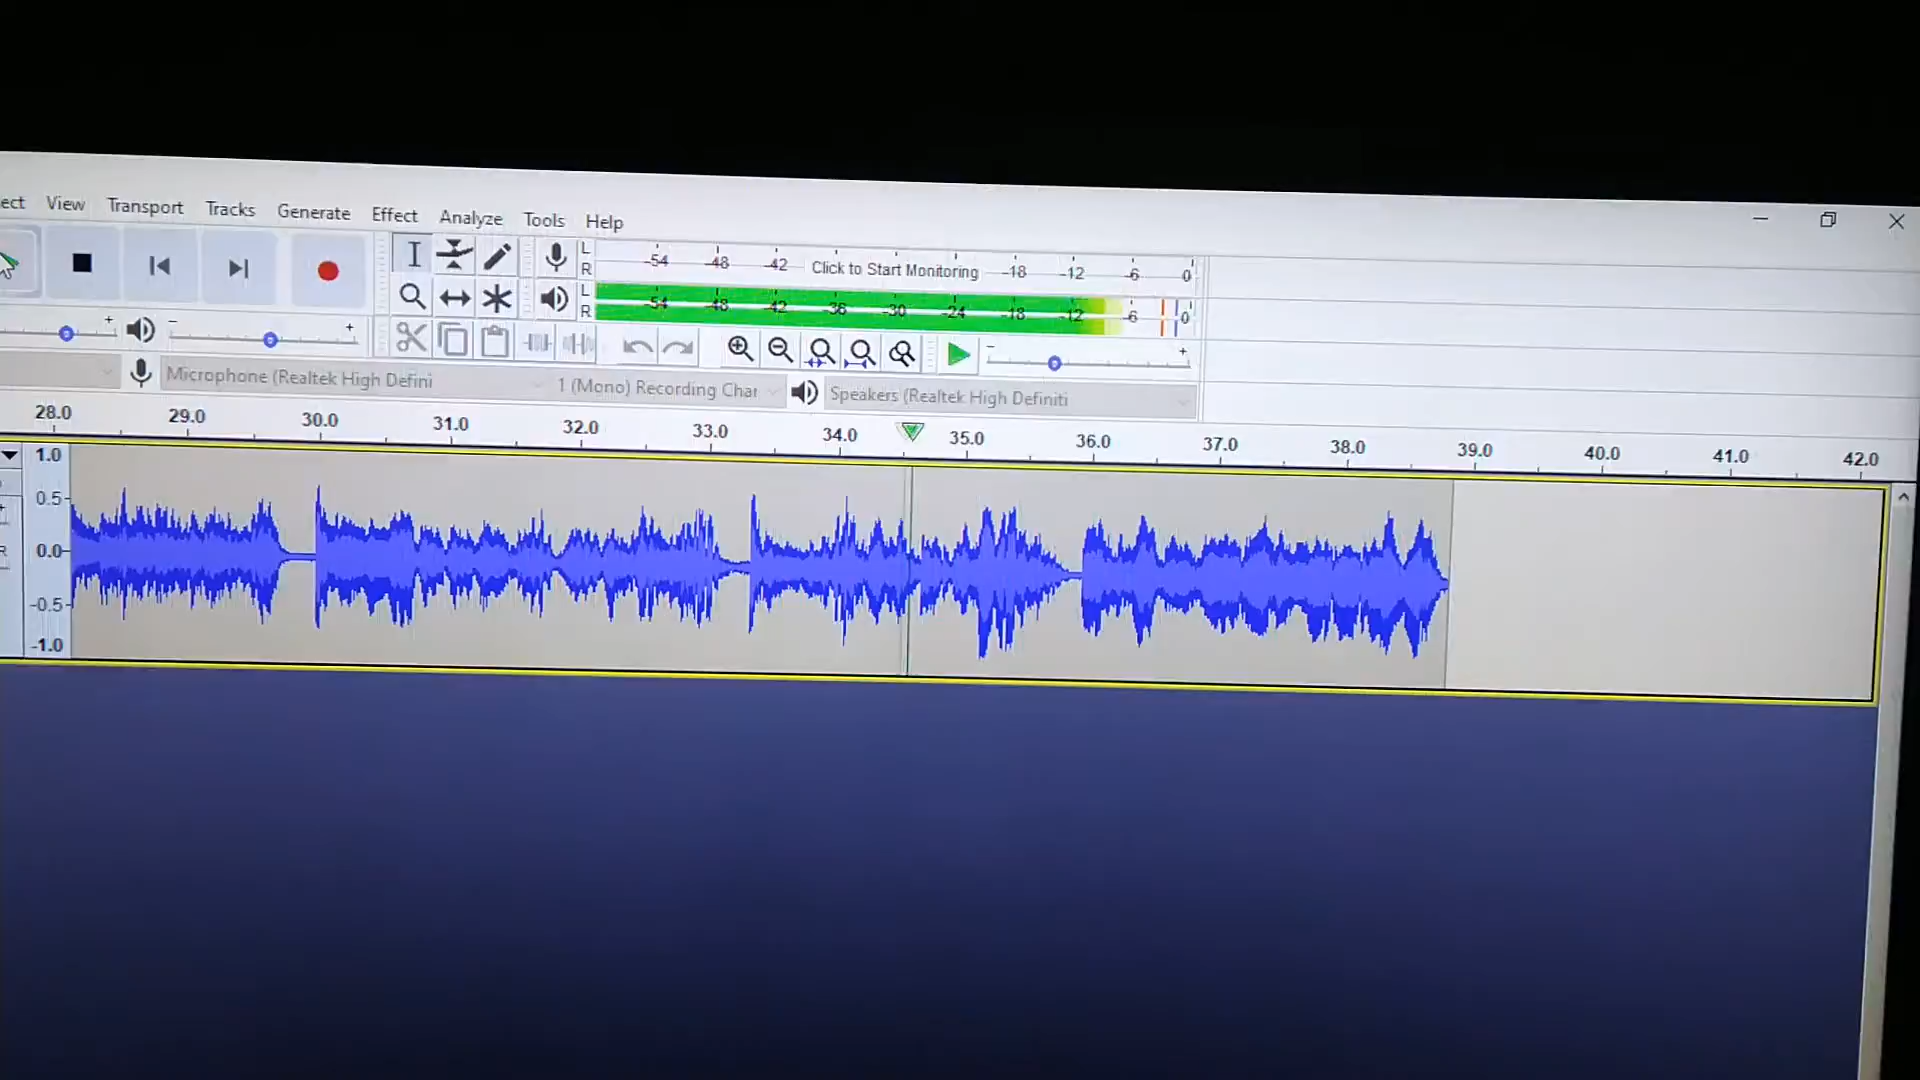 ect View Transport Tracks Generate Effect Analyze Tools Help
L
R
-54 -48 -42 Click to Start Monitoring -18 -12 -6 0
L
R
-54 -48 -42 -36 -30 -24 -18 -12 -6 0
- +
- +
- +
Microphone (Realtek High Defini 1 (Mono) Recording Char Speakers (Realtek High Definiti
28.0 29.0 30.0 31.0 32.0 33.0 34.0 35.0 36.0 37.0 38.0 39.0 40.0 41.0 42.0
1.0
0.5
+
0.0
R
-0.5
-1.0